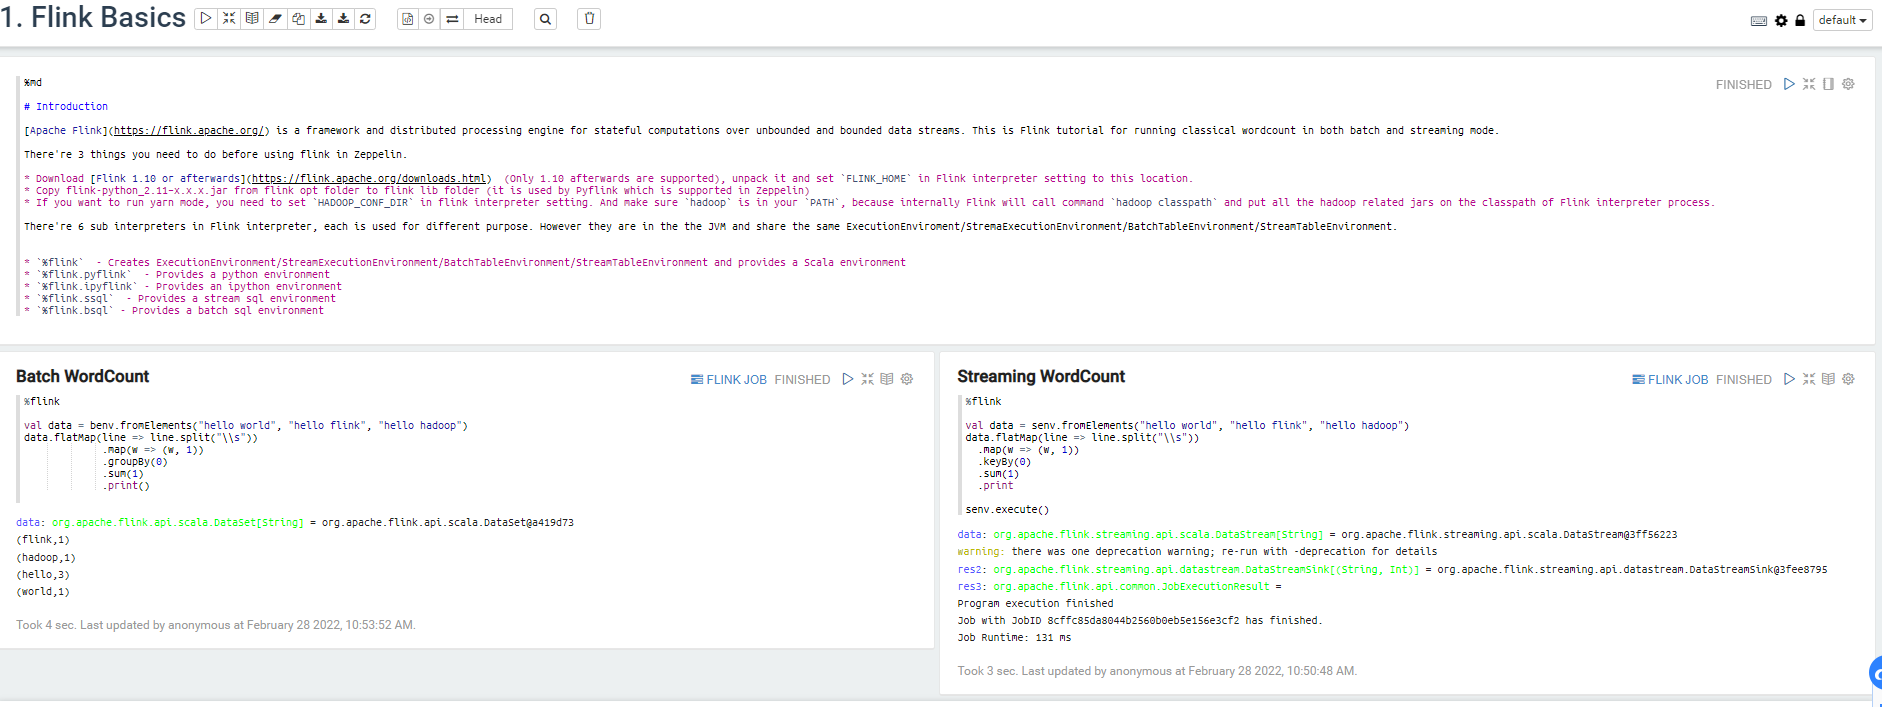 1. Flink Basics
Head
default
%md
FINISHED
# Introduction
[Apache Flink](https://flink.apache.org/) is a framework and distributed processing engine for stateful computations over unbounded and bounded data streams. This is Flink tutorial for running classical wordcount in both batch and streaming mode.
There're 3 things you need to do before using flink in Zeppelin.
* Download [Flink 1.10 or afterwards](https://flink.apache.org/downloads.html)  (Only 1.10 afterwards are supported), unpack it and set `FLINK_HOME` in Flink interpreter setting to this location.
* Copy flink-python_2.11-x.x.x.jar from flink opt folder to flink lib folder (it is used by Pyflink which is supported in Zeppelin)
* If you want to run yarn mode, you need to set `HADOOP_CONF_DIR` in flink interpreter setting. And make sure `hadoop` is in your `PATH`, because internally Flink will call command `hadoop classpath` and put all the hadoop related jars on the classpath of Flink interpreter process.
There're 6 sub interpreters in Flink interpreter, each is used for different purpose. However they are in the the JVM and share the same ExecutionEnviroment/StremaExecutionEnvironment/BatchTableEnvironment/StreamTableEnvironment.
* `%flink`  - Creates ExecutionEnvironment/StreamExecutionEnvironment/BatchTableEnvironment/StreamTableEnvironment and provides a Scala environment
* `%flink.pyflink`  - Provides a python environment
* `%flink.ipyflink` - Provides an ipython environment
* `%flink.ssql`  - Provides a stream sql environment
* `%flink.bsql` - Provides a batch sql environment
Batch WordCount
FLINK JOB FINISHED
%flink
val data = benv.fromElements("hello world", "hello flink", "hello hadoop")
data.flatMap(line => line.split("\\s"))
.map(w => (w, 1))
.groupBy(0)
.sum(1)
.print()
data: org.apache.flink.api.scala.DataSet[String] = org.apache.flink.api.scala.DataSet@a419d73
(flink,1)
(hadoop,1)
(hello,3)
(world,1)
Took 4 sec. Last updated by anonymous at February 28 2022, 10:53:52 AM.
Streaming WordCount
FLINK JOB FINISHED
%flink
val data = senv.fromElements("hello world", "hello flink", "hello hadoop")
data.flatMap(line => line.split("\\s"))
.map(w => (w, 1))
.keyBy(0)
.sum(1)
.print
senv.execute()
data: org.apache.flink.streaming.api.scala.DataStream[String] = org.apache.flink.streaming.api.scala.DataStream@3ff56223
warning: there was one deprecation warning; re-run with -deprecation for details
res2: org.apache.flink.streaming.api.datastream.DataStreamSink[(String, Int)] = org.apache.flink.streaming.api.datastream.DataStreamSink@3fee8795
res3: org.apache.flink.api.common.JobExecutionResult =
Program execution finished
Job with JobID 8cffc85da8044b2560b0eb5e156e3cf2 has finished.
Job Runtime: 131 ms
Took 3 sec. Last updated by anonymous at February 28 2022, 10:50:48 AM.